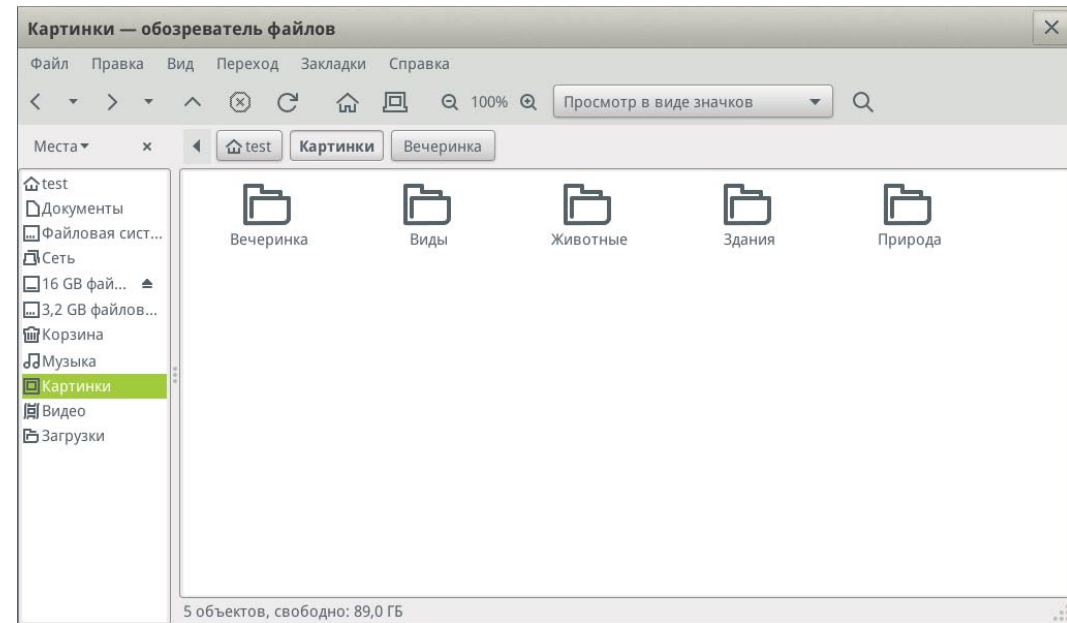 Картинки — обозреватель файлов
Файл Правка Вид Переход Закладки Справка
100% Просмотр в виде значков
Места
test Картинки Вечеринка
test
Документы
Файловая сист...
Сеть
16 GB фай...
3,2 GB файлов...
Корзина
Музыка
Картинки
Видео
Загрузки
Вечеринка Виды Животные Здания Природа
5 объектов, свободно: 89,0 ГБ